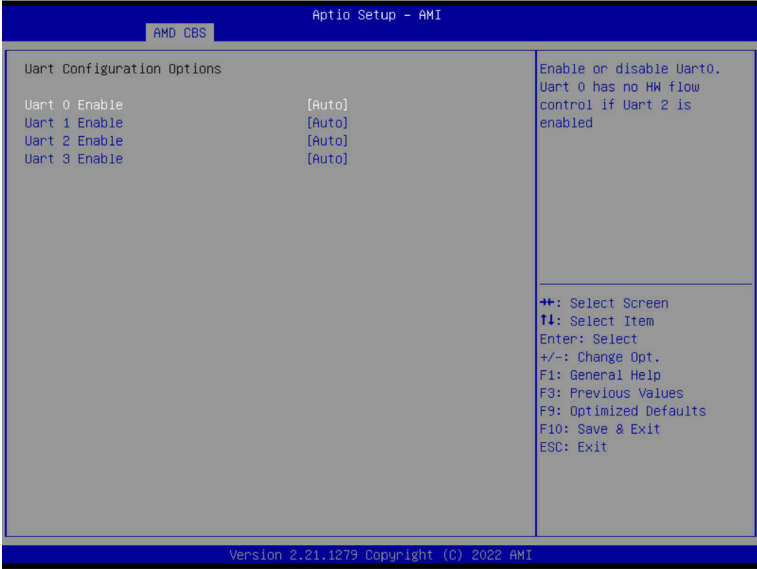 Aptio Setup - AMI
AMD CBS
Uart Configuration Options
Uart 0 Enable [Auto]
Uart 1 Enable [Auto]
Uart 2 Enable [Auto]
Uart 3 Enable [Auto]
Enable or disable Uart0.
Uart 0 has no HW flow
control if Uart 2 is
enabled
→←: Select Screen
↑↓: Select Item
Enter: Select
+/-: Change Opt.
F1: General Help
F3: Previous Values
F9: Optimized Defaults
F10: Save & Exit
ESC: Exit
Version 2.21.1279 Copyright (C) 2022 AMI